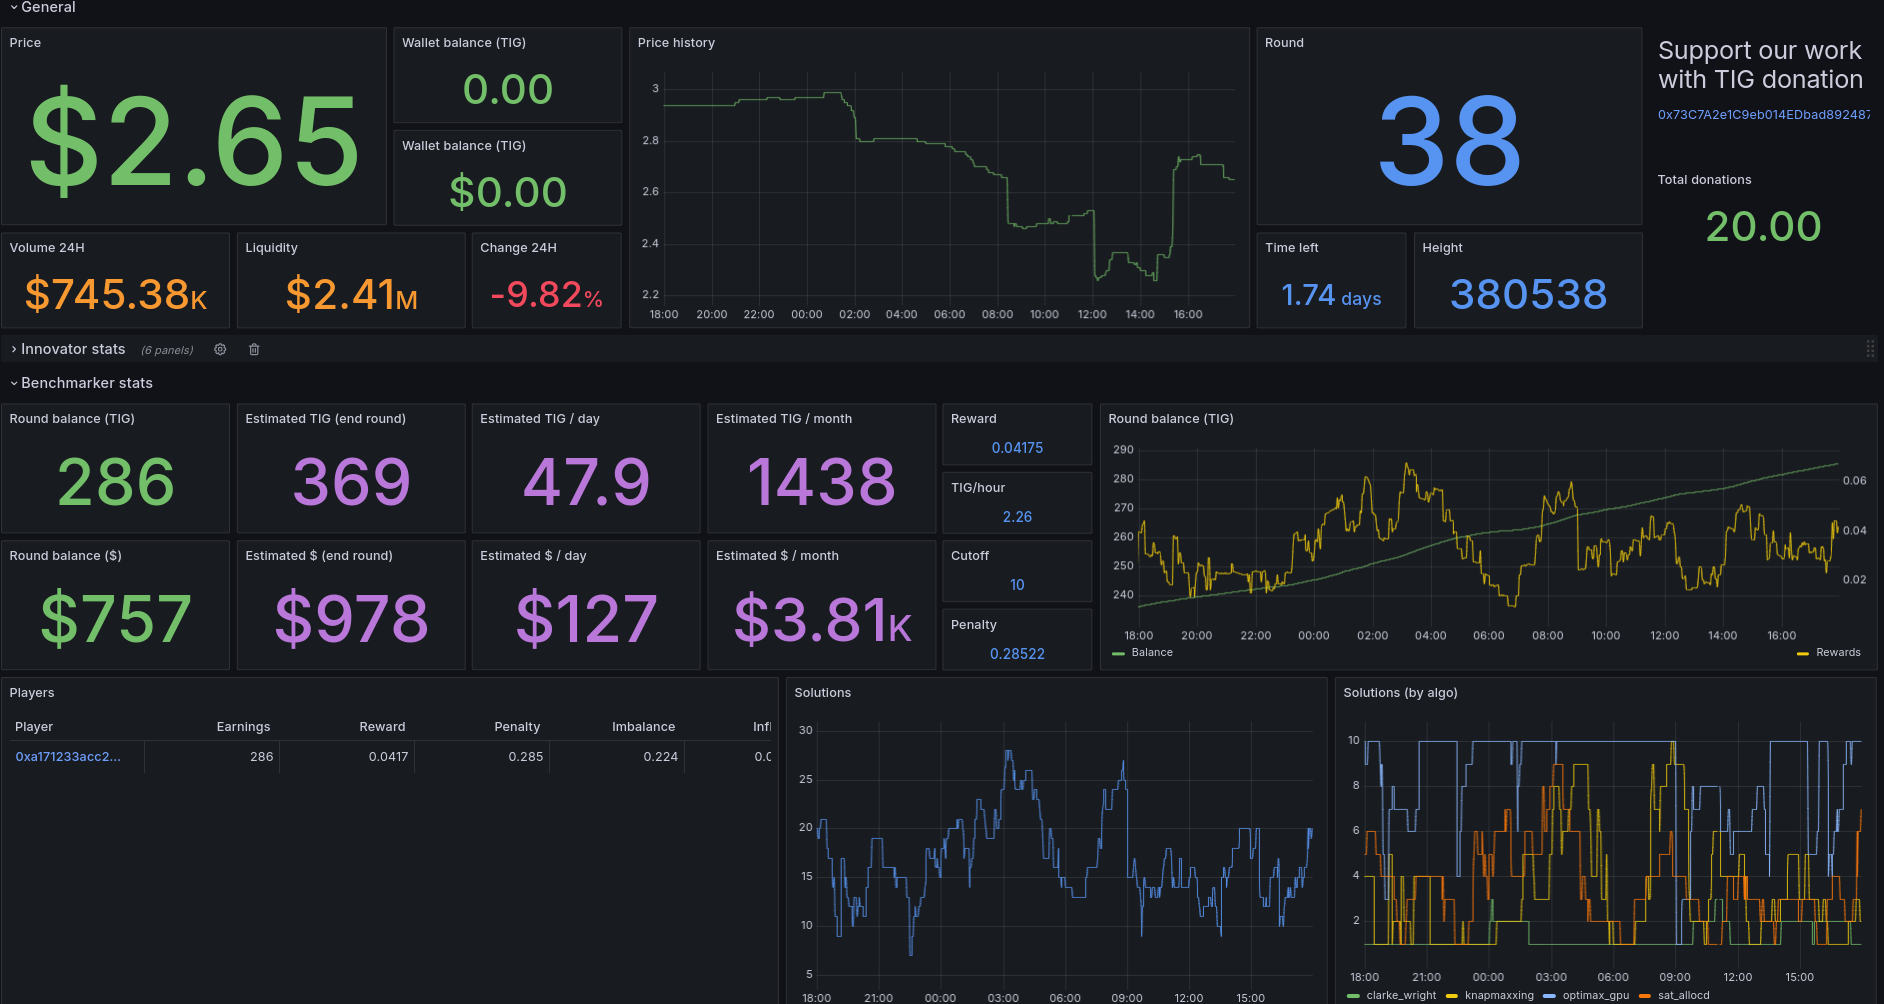 General
Price
$2.65
Wallet balance (TIG)
0.00
Wallet balance (TIG)
$0.00
Volume 24H
$745.38K
Liquidity
$2.41M
Change 24H
-9.82%
Price history
3
2.8
2.6
2.4
2.2
18:00 20:00 22:00 00:00 02:00 04:00 06:00 08:00 10:00 12:00 14:00 16:00
Round
38
Time left
1.74 days
Height
380538
Support our work
with TIG donation
0x73C7A2e1C9eb014EDbad892487
Total donations
20.00
Innovator stats (6 panels)
Benchmarker stats
Round balance (TIG)
286
Estimated TIG (end round)
369
Estimated TIG / day
47.9
Estimated TIG / month
1438
Round balance ($)
$757
Estimated $ (end round)
$978
Estimated $ / day
$127
Estimated $ / month
$3.81K
Reward
0.04175
TIG/hour
2.26
Cutoff
10
Penalty
0.28522
Round balance (TIG)
290
280
270
260
250
240
0.06
0.04
0.02
18:00 20:00 22:00 00:00 02:00 04:00 06:00 08:00 10:00 12:00 14:00 16:00
Balance Rewards
Players
Player Earnings Reward Penalty Imbalance Infl
0xa171233acc2... 286 0.0417 0.285 0.224 0.0
Solutions
30
25
20
15
10
5
18:00 21:00 00:00 03:00 06:00 09:00 12:00 15:00
Solutions (by algo)
10
8
6
4
2
18:00 21:00 00:00 03:00 06:00 09:00 12:00 15:00
clarke_wright knapmaxxing optimax_gpu sat_allocd